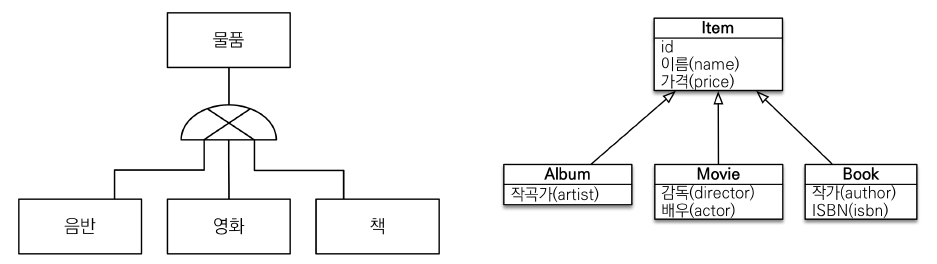 물품
음반
영화
책
Item
id
이름(name)
가격(price)
Album
작곡가(artist)
Movie
감독(director)
배우(actor)
Book
작가(author)
ISBN(isbn)